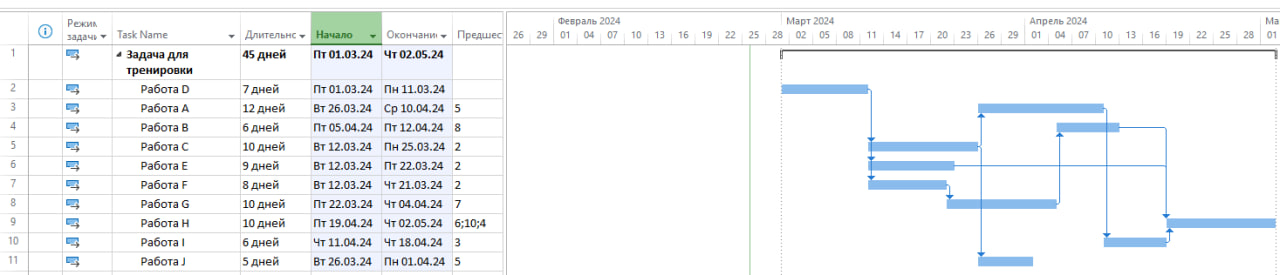 Февраль 2024 Март 2024 Апрель 2024 Ма
Режим задачи Task Name Длительнс Начало Окончани Предшест
26 29 01 04 07 10 13 16 19 22 25 28 02 05 08 11 14 17 20 23 26 29 01 04 07 10 13 16 19 22 25 28 01
1 Задача для тренировки 45 дней Пт 01.03.24 Чт 02.05.24
2 Работа D 7 дней Пт 01.03.24 Пн 11.03.24
3 Работа A 12 дней Вт 26.03.24 Ср 10.04.24 5
4 Работа B 6 дней Пт 05.04.24 Пт 12.04.24 8
5 Работа C 10 дней Вт 12.03.24 Пн 25.03.24 2
6 Работа E 9 дней Вт 12.03.24 Пт 22.03.24 2
7 Работа F 8 дней Вт 12.03.24 Чт 21.03.24 2
8 Работа G 10 дней Пт 22.03.24 Чт 04.04.24 7
9 Работа H 10 дней Пт 19.04.24 Чт 02.05.24 6;10;4
10 Работа I 6 дней Чт 11.04.24 Чт 18.04.24 3
11 Работа J 5 дней Вт 26.03.24 Пн 01.04.24 5